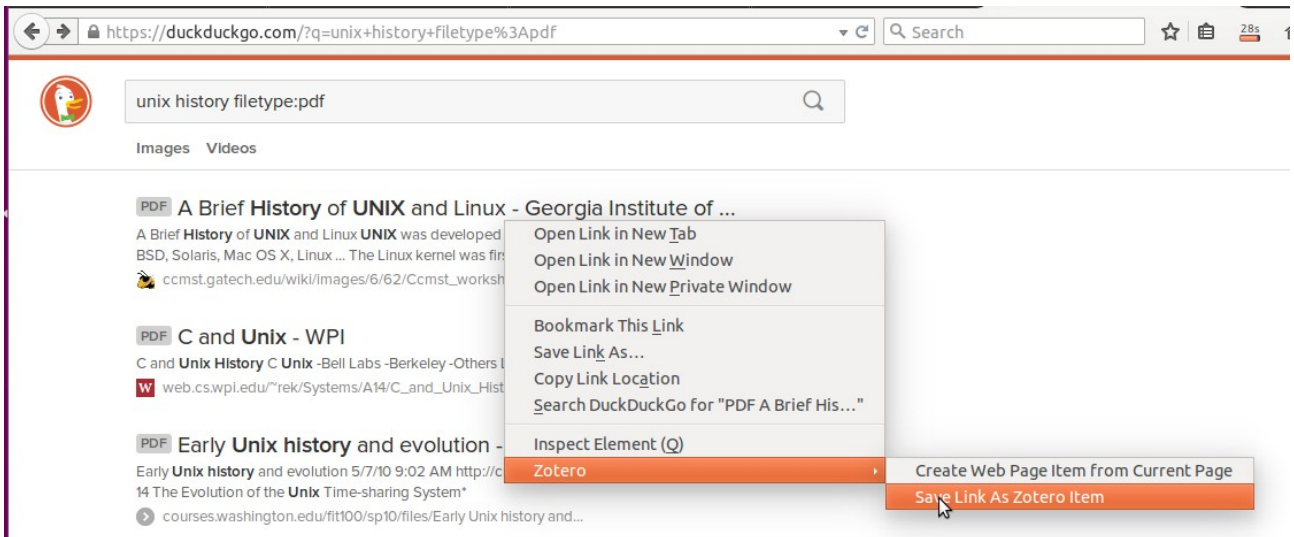 https://duckduckgo.com/?q=unix+history+filetype%3Apdf
Search
28s
unix history filetype:pdf
Images Videos
PDF A Brief History of UNIX and Linux - Georgia Institute of ...
A Brief History of UNIX and Linux UNIX was developed
BSD, Solaris, Mac OS X, Linux ... The Linux kernel was
ccmst.gatech.edu/wiki/images/6/62/Ccmst_worksh
PDF C and Unix - WPI
C and Unix History C Unix -Bell Labs -Berkeley -Others
W web.cs.wpi.edu/~rek/Systems/A14/C_and_Unix_Hist
PDF Early Unix history and evolution -
Early Unix history and evolution 5/7/10 9:02 AM http://c
14 The Evolution of the Unix Time-sharing System*
courses.washington.edu/fit100/sp10/files/Early Unix history and...
Open Link in New Tab
Open Link in New Window
Open Link in New Private Window
Bookmark This Link
Save Link As...
Copy Link Location
Search DuckDuckGo for "PDF A Brief His..."
Inspect Element (Q)
Zotero
Create Web Page Item from Current Page
Save Link As Zotero Item